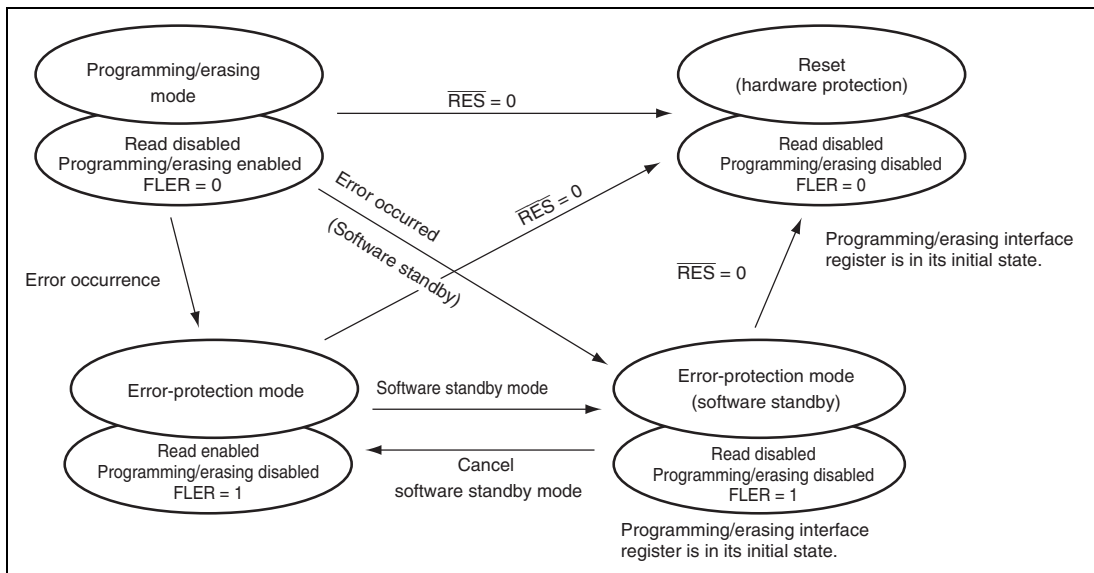 Programming/erasing
mode
Read disabled
Programming/erasing enabled
FLER = 0
RES = 0
Reset
(hardware protection)
Read disabled
Programming/erasing disabled
FLER = 0
Programming/erasing interface
register is in its initial state.
Error occurred
(Software standby)
RES = 0
RES = 0
Error occurrence
Error-protection mode
Read enabled
Programming/erasing disabled
FLER = 1
Software standby mode
Cancel
software standby mode
Error-protection mode
(software standby)
Read disabled
Programming/erasing disabled
FLER = 1
Programming/erasing interface
register is in its initial state.